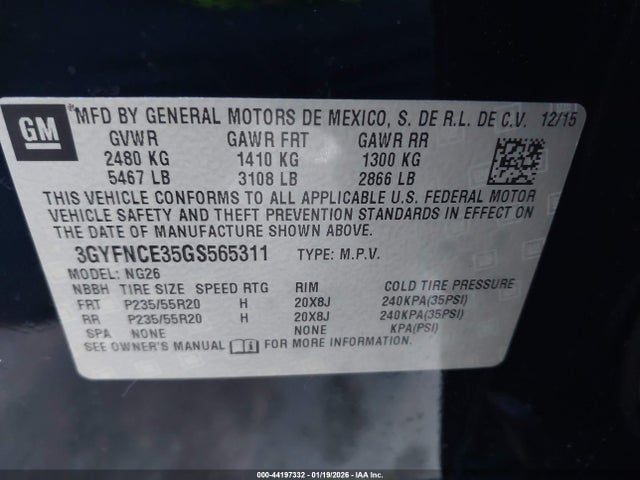 GM
MFD BY GENERAL MOTORS DE MEXICO, S. DE R.L. DE C.V. 12/15
GVWR GAWR FRT GAWR RR
2480 KG 1410 KG 1300 KG
5467 LB 3108 LB 2866 LB
THIS VEHICLE CONFORMS TO ALL APPLICABLE U.S. FEDERAL MOTOR
VEHICLE SAFETY AND THEFT PREVENTION STANDARDS IN EFFECT ON
THE DATE OF MANUFACTURE SHOWN ABOVE.
3GYFNCE35GS565311 TYPE: M.P.V.
MODEL: NG26
NBBH TIRE SIZE SPEED RTG RIM COLD TIRE PRESSURE
FRT P235/55R20 H 20X8J 240KPA(35PSI)
RR P235/55R20 H 20X8J 240KPA(35PSI)
SPA NONE NONE KPA(PSI)
SEE OWNER'S MANUAL FOR MORE INFORMATION.
000-44197332 - 01/19/2026 - IAA Inc.